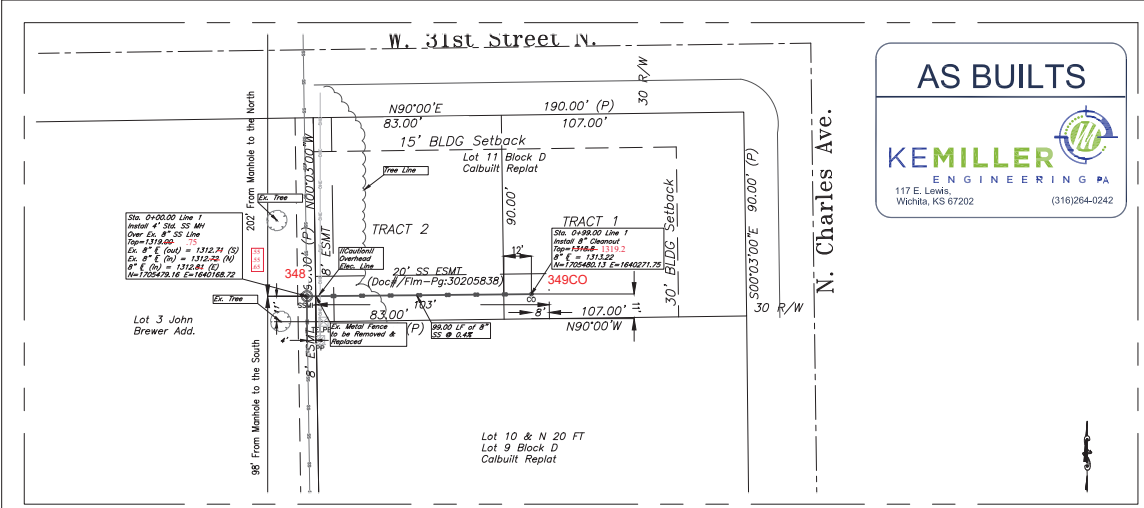 W. 31st Street N.
AS BUILTS
KEMILLER
ENGINEERING PA
117 E. Lewis,
Wichita, KS 67202
(316)264-0242
30 R/W
N90°00'E
190.00' (P)
83.00'
107.00'
15' BLDG Setback
Lot 11 Block D
Calbuilt Replat
202' From Manhole to the North
N00°03'00"W
Tree Line
Ex. Tree
90.00'
N. Charles Ave.
S00°03'00"E 90.00' (P)
30' BLDG Setback
TRACT 2
TRACT 1
Sta. 0+00.00 Line 1
Install 4' Std. SS MH
Over Ex. 8" SS Line
Top=1319.00 .75
Ex. 8" ℄ (out) = 1312.71 (S) .55
Ex. 8" ℄ (in) = 1312.72 (N) .55
8" ℄ (in) = 1312.81 (E) .65
N=1705479.16 E=1640168.72
Sta. 0+99.00 Line 1
Install 8" Cleanout
Top=1318.8 1319.2
8" ℄ = 1313.22
N=1705480.13 E=1640271.75
!!Caution!!
Overhead
Elec. Line
8' ESMT
12'
348
20' SS ESMT
(Doc#/Flm-Pg:30205838)
349CO
Ex. Tree
SSMH
103'
CO
11'
30 R/W
Lot 3 John
Brewer Add.
83.00'
(P)
8'
107.00'
N90°00'W
Ex. Metal Fence
to be Removed &
Replaced
99.00 LF of 8"
SS @ 0.4%
4'
PP
8' ESMT
98' From Manhole to the South
Lot 10 & N 20 FT
Lot 9 Block D
Calbuilt Replat